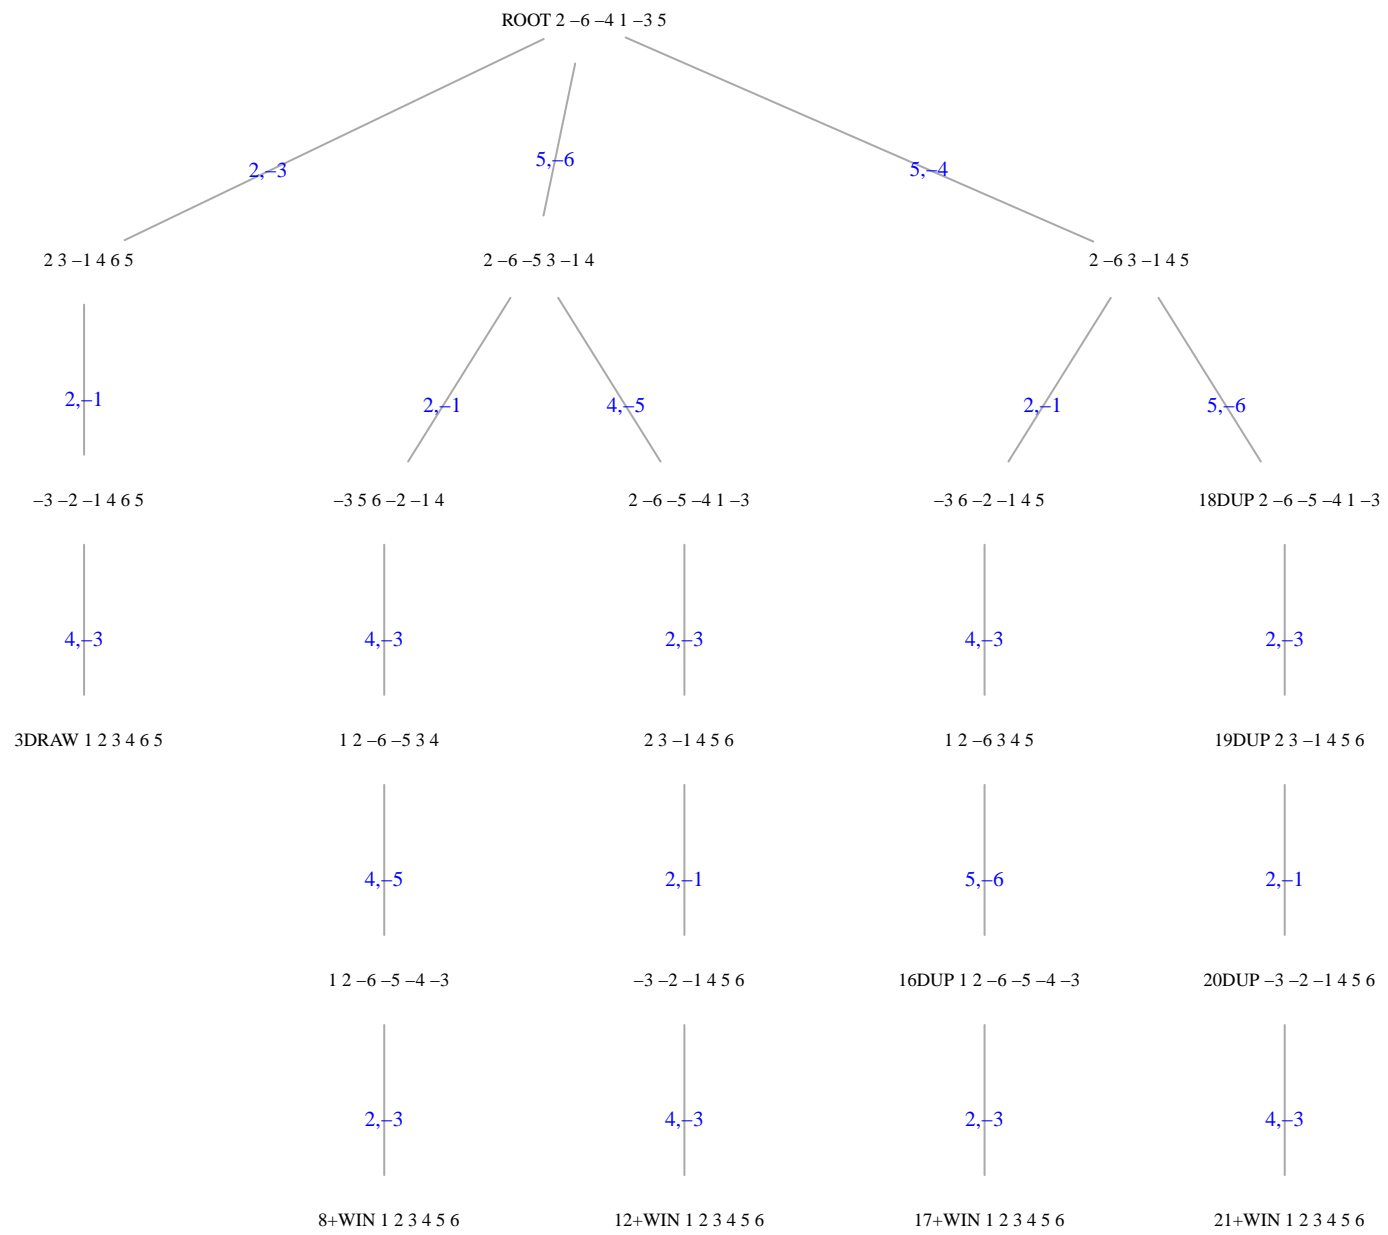 ROOT 2 –6 –4 1 –3 5
2,–3 5,–6 5,–4
2 3 –1 4 6 5 2 –6 –5 3 –1 4 2 –6 3 –1 4 5
2,–1 2,–1 4,–5 2,–1 5,–6
–3 –2 –1 4 6 5 –3 5 6 –2 –1 4 2 –6 –5 –4 1 –3 –3 6 –2 –1 4 5 18DUP 2 –6 –5 –4 1 –3
4,–3 4,–3 2,–3 4,–3 2,–3
3DRAW 1 2 3 4 6 5 1 2 –6 –5 3 4 2 3 –1 4 5 6 1 2 –6 3 4 5 19DUP 2 3 –1 4 5 6
4,–5 2,–1 5,–6 2,–1
1 2 –6 –5 –4 –3 –3 –2 –1 4 5 6 16DUP 1 2 –6 –5 –4 –3 20DUP –3 –2 –1 4 5 6
2,–3 4,–3 2,–3 4,–3
8+WIN 1 2 3 4 5 6 12+WIN 1 2 3 4 5 6 17+WIN 1 2 3 4 5 6 21+WIN 1 2 3 4 5 6